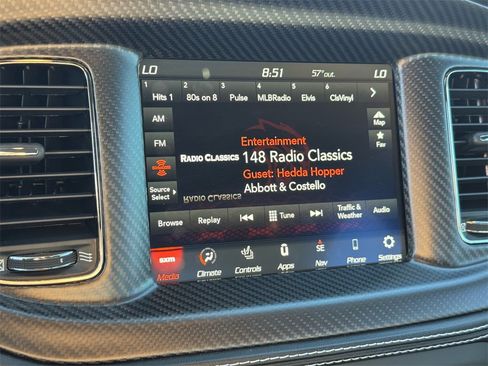 LO 8:51 57°out. LO
1 2 3 4 5 6
Hits 1 80s on 8 Pulse MLBRadio Elvis ClsVinyl
AM
Map
FM
Fav
Entertainment
RADIO CLASSICS 148 Radio Classics
Guset: Hedda Hopper
Abbott & Costello
Source
Select
Browse Replay Tune Traffic & Weather Audio
sxm
Media Climate Controls Apps SE Nav Phone Settings